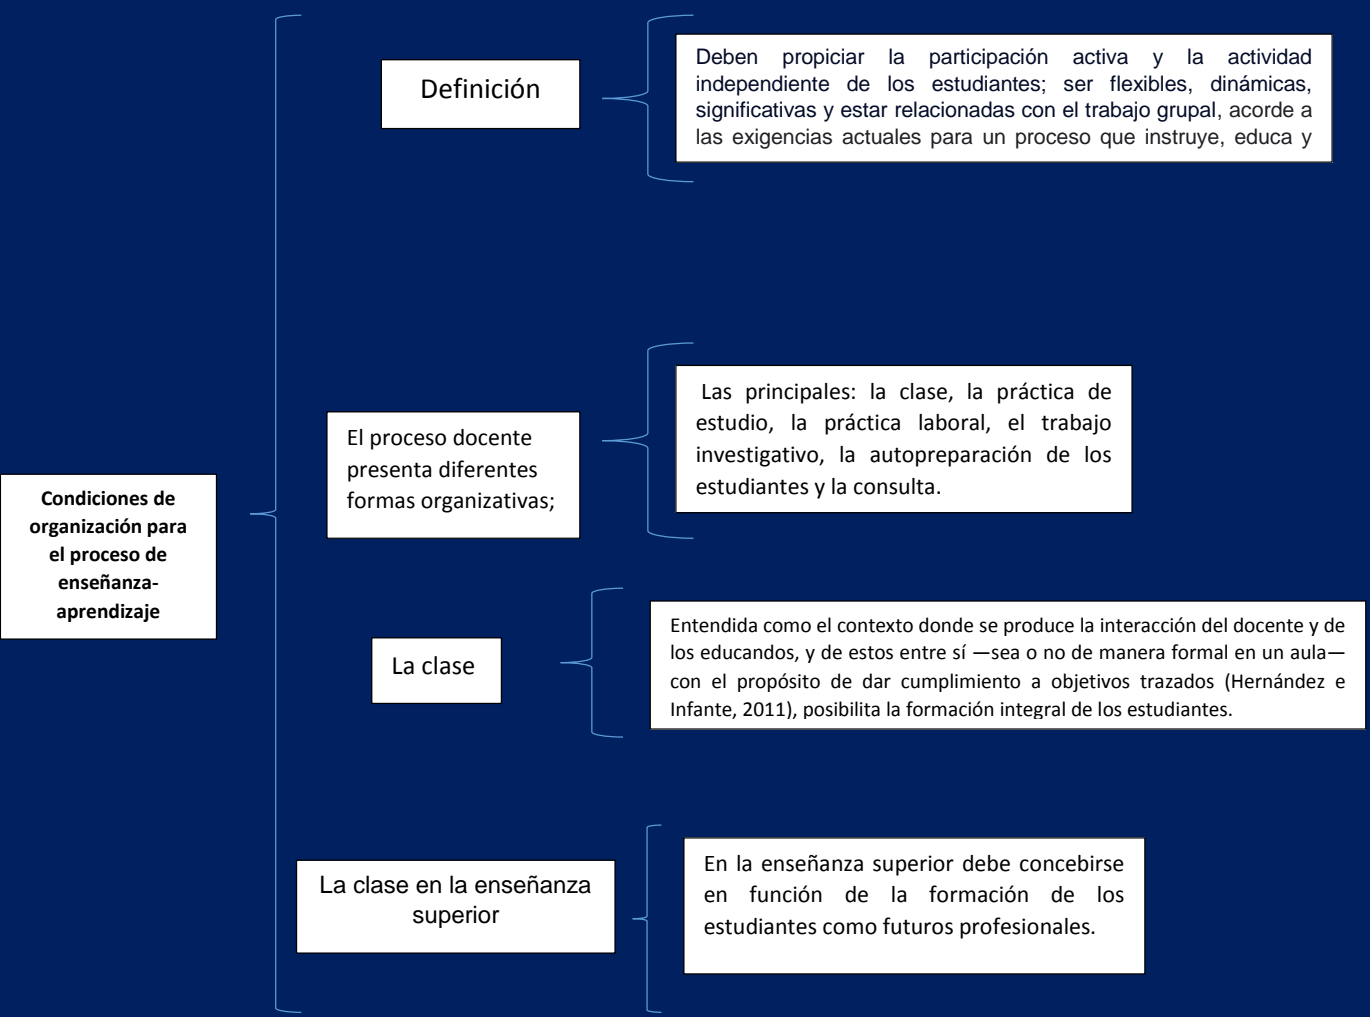 Condiciones de
organización para
el proceso de
enseñanza-
aprendizaje
Definición
Deben propiciar la participación activa y la actividad
independiente de los estudiantes; ser flexibles, dinámicas,
significativas y estar relacionadas con el trabajo grupal, acorde a
las exigencias actuales para un proceso que instruye, educa y
El proceso docente
presenta diferentes
formas organizativas;
Las principales: la clase, la práctica de
estudio, la práctica laboral, el trabajo
investigativo, la autopreparación de los
estudiantes y la consulta.
La clase
Entendida como el contexto donde se produce la interacción del docente y de
los educandos, y de estos entre sí —sea o no de manera formal en un aula—
con el propósito de dar cumplimiento a objetivos trazados (Hernández e
Infante, 2011), posibilita la formación integral de los estudiantes.
La clase en la enseñanza
superior
En la enseñanza superior debe concebirse
en función de la formación de los
estudiantes como futuros profesionales.